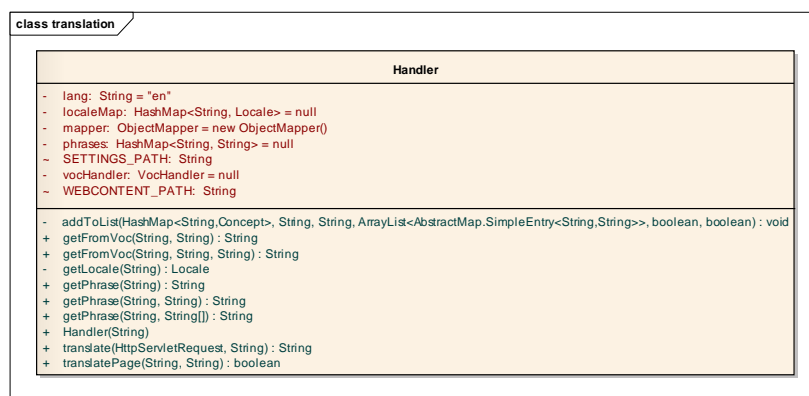 class translation
Handler
- lang: String = "en"
- localeMap: HashMap<String, Locale> = null
- mapper: ObjectMapper = new ObjectMapper()
- phrases: HashMap<String, String> = null
~ SETTINGS_PATH: String
- vocHandler: VocHandler = null
~ WEBCONTENT_PATH: String
- addToList(HashMap<String,Concept>, String, String, ArrayList<AbstractMap.SimpleEntry<String,String>>, boolean, boolean) : void
+ getFromVoc(String, String) : String
+ getFromVoc(String, String, String) : String
- getLocale(String) : Locale
+ getPhrase(String) : String
+ getPhrase(String, String) : String
+ getPhrase(String, String[]) : String
+ Handler(String)
+ translate(HttpServletRequest, String) : String
+ translatePage(String, String) : boolean